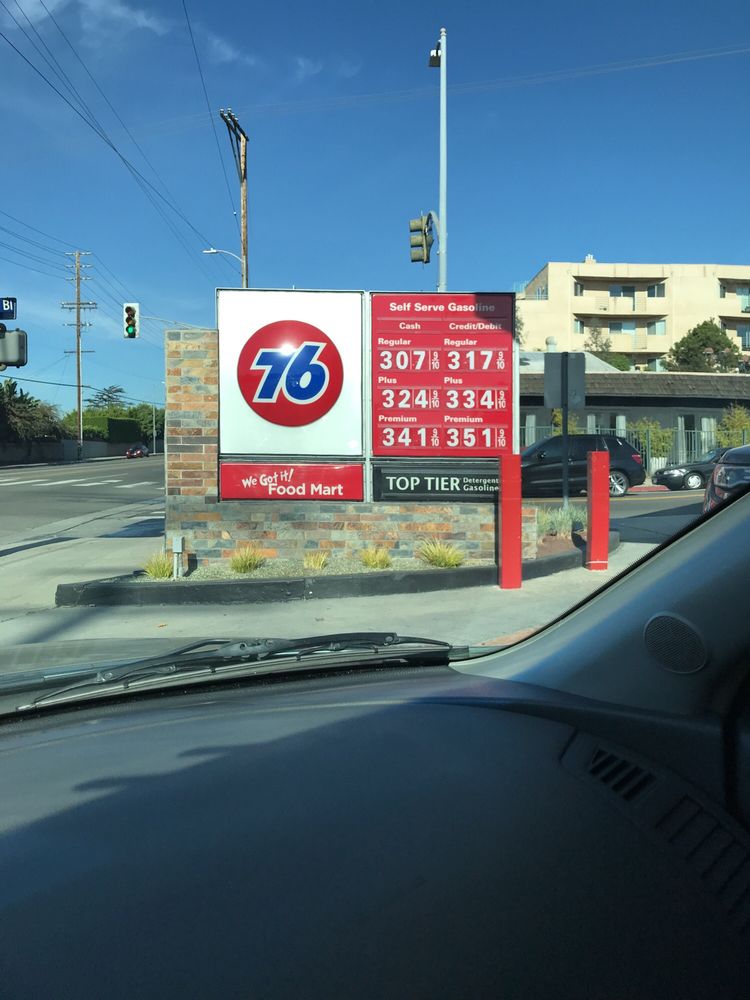 Bl
76
We Got it!
Food Mart
Self Serve Gasoline
Cash Credit/Debit
Regular Regular
307 9/10 317 9/10
Plus Plus
324 9/10 334 9/10
Premium Premium
341 9/10 351 9/10
TOP TIER Detergent
Gasoline